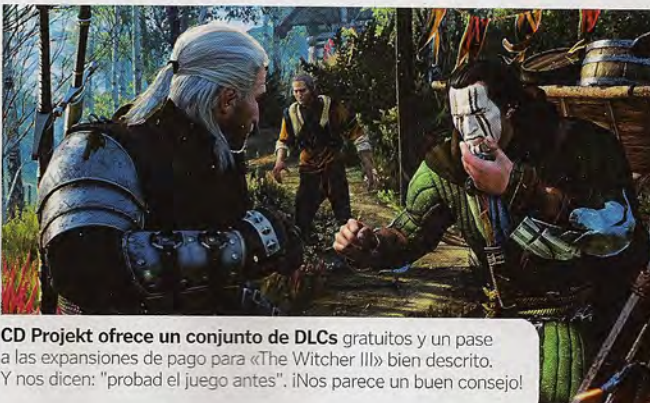 CD Projekt ofrece un conjunto de DLCs gratuitos y un pase
a las expansiones de pago para «The Witcher III» bien descrito.
Y nos dicen: "probad el juego antes". ¡Nos parece un buen consejo!